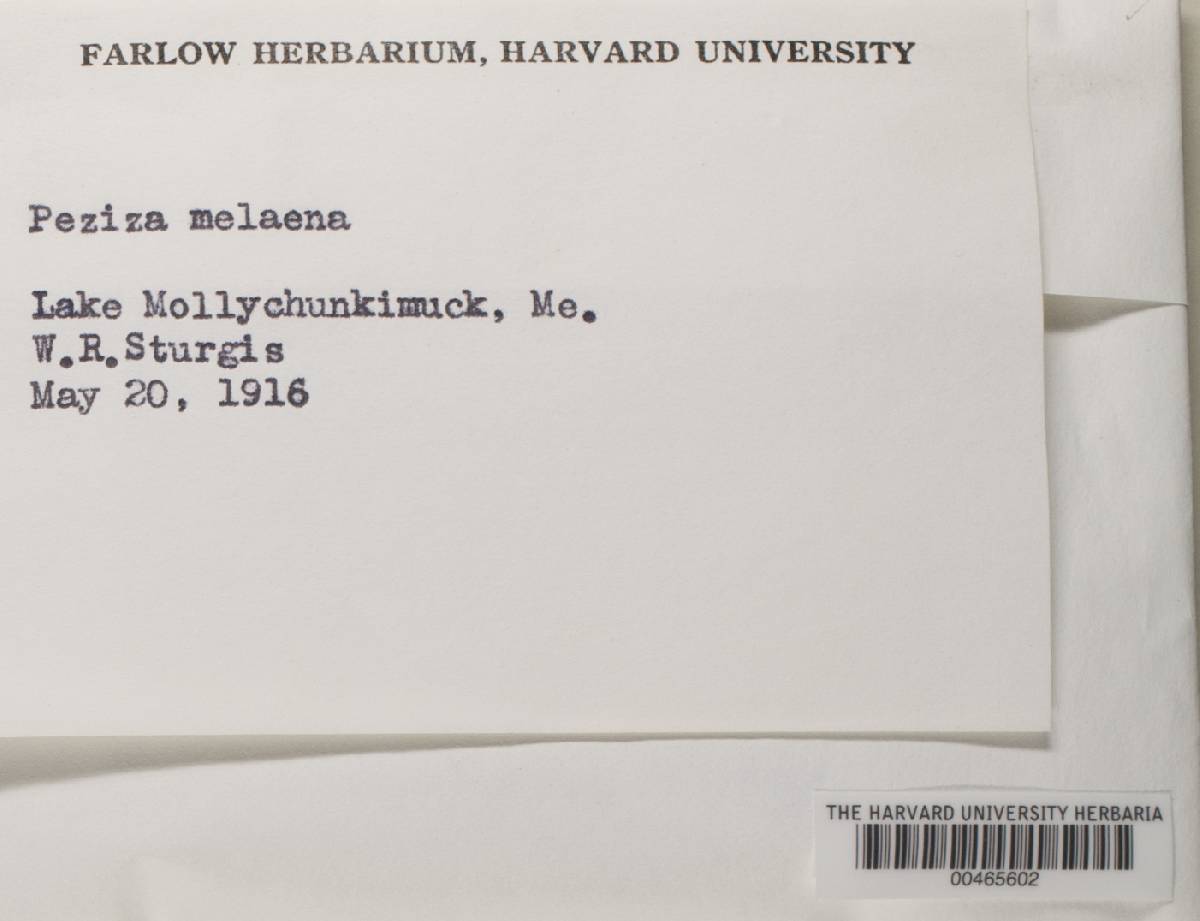 FARLOW HERBARIUM, HARVARD UNIVERSITY
Peziza melaena
Lake Mollychunkimuck, Me.
W.R.Sturgis
May 20, 1916
THE HARVARD UNIVERSITY HERBARIA
00465602